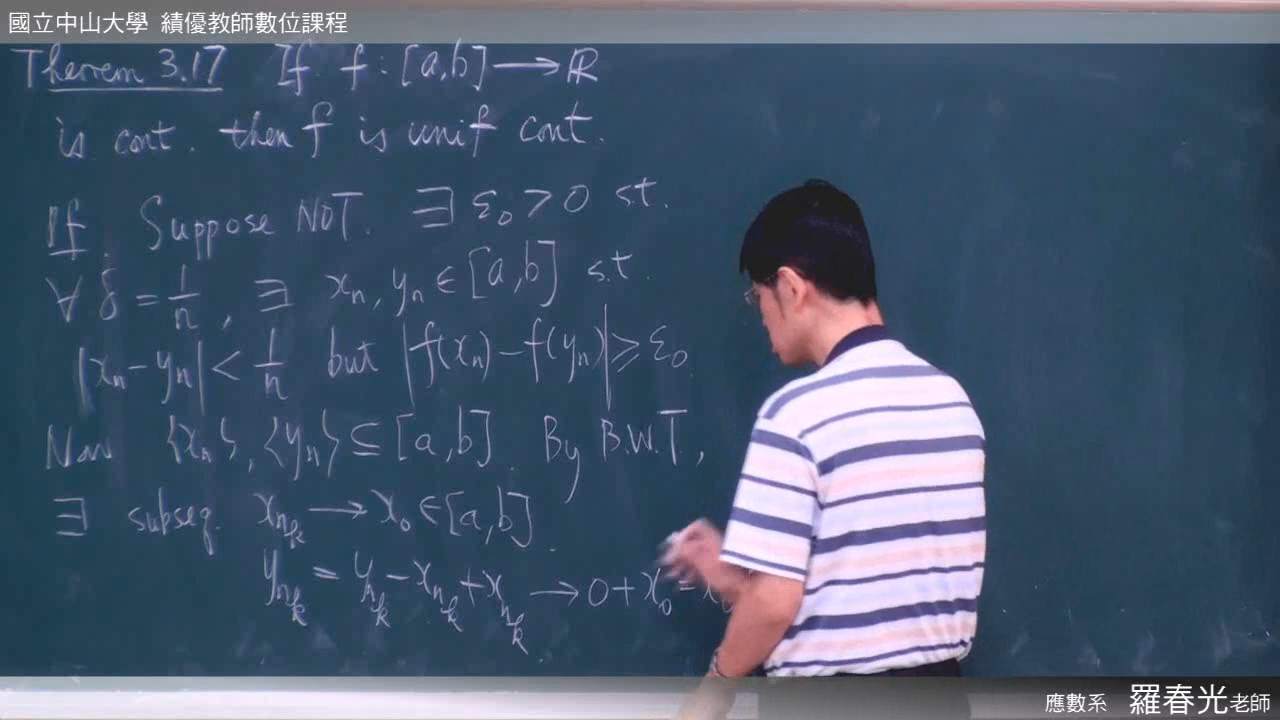 國立中山大學 績優教師數位課程
Theorem 3.17 If f : [a,b] → ℝ
is cont. then f is unif cont.
Pf. Suppose NOT. ∃ ε₀ > 0 st.
∀ δ = 1/n, ∃ xₙ, yₙ ∈ [a,b] s.t.
|xₙ - yₙ| < 1/n but |f(xₙ) - f(yₙ)| ≥ ε₀
Now {xₙ}, {yₙ} ⊆ [a,b]. By B.W.T,
∃ subseq. x_{n_k} → x₀ ∈ [a,b].
y_{n_k} = y_{n_k} - x_{n_k} + x_{n_k} → 0 + x₀ = x₀
應數系 羅春光老師